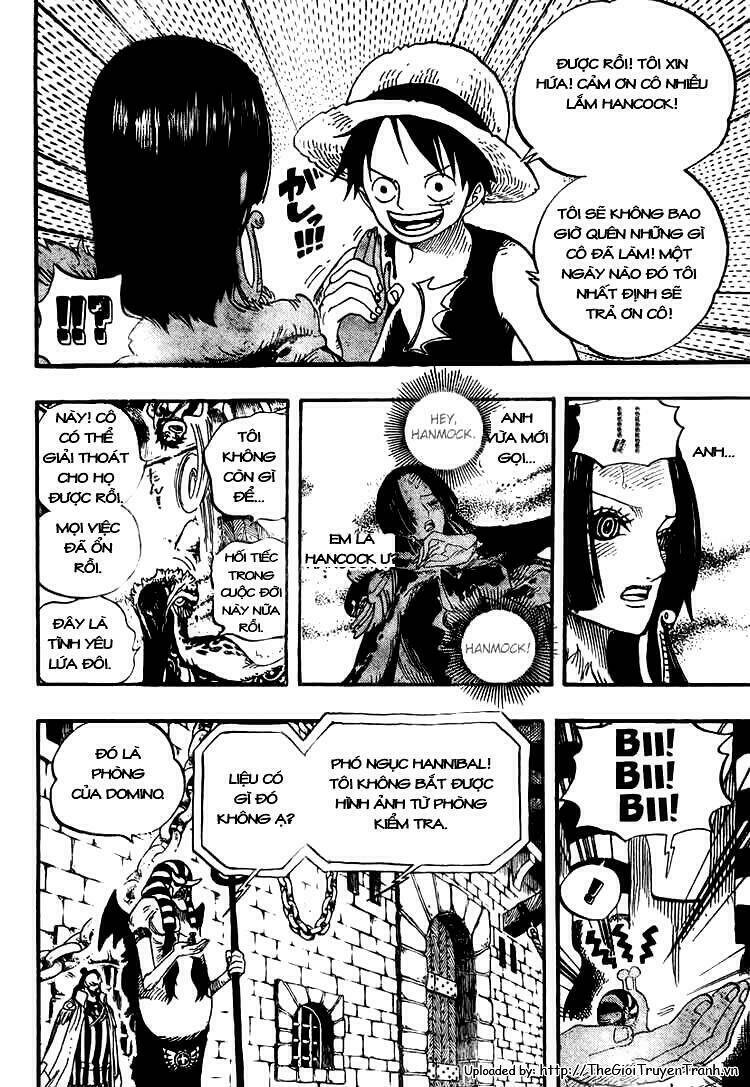 ĐƯỢC RỒI! TÔI XIN
HỨA! CẢM ƠN CÔ NHIỀU
LẮM HANCOCK!
TÔI SẼ KHÔNG BAO
GIỜ QUÊN NHỮNG GÌ
CÔ ĐÃ LÀM! MỘT
NGÀY NÀO ĐÓ TÔI
NHẤT ĐỊNH SẼ
TRẢ ƠN CÔ!
ガシッ!!!
!!?
......!!
ANH...
ANH
VỪA MỚI
GỌI...
HEY,
HANMOCK.
EM LÀ
HANCOCK Ư
HANMOCK!
TÔI
KHÔNG
CÒN GÌ
ĐỂ...
HỐI TIẾC
TRONG
CUỘC ĐỜI
NÀY NỮA
RỒI.
NÀY! CÔ
CÓ THỂ
GIẢI THOÁT
CHO HỌ
ĐƯỢC RỒI.
MỌI VIỆC
ĐÃ ỔN
RỒI.
ĐÂY LÀ
TÌNH YÊU
LỨA ĐÔI.
BII!
BII!
BII!
!!
PHÓ NGỤC HANNIBAL!
TÔI KHÔNG BẮT ĐƯỢC
HÌNH ẢNH TỪ PHÒNG
KIỂM TRA.
LIỆU CÓ
GÌ ĐÓ
KHÔNG Ạ?
ĐÓ LÀ
PHÒNG
CỦA DOMINO.
Uploaded by: http://TheGioiTruyenTranh.vn